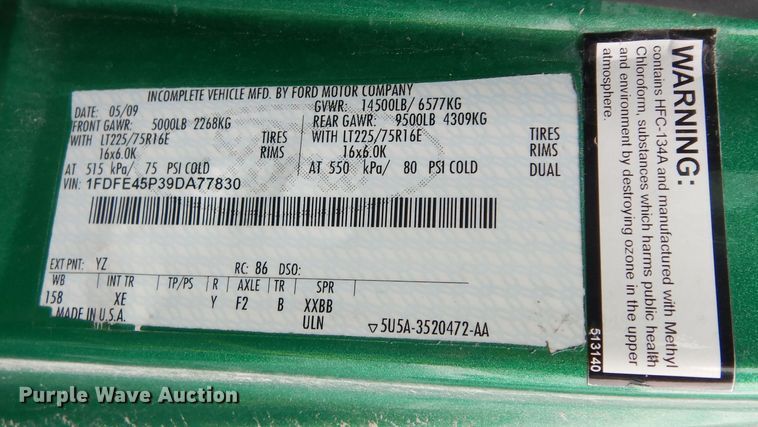 INCOMPLETE VEHICLE MFD. BY FORD MOTOR COMPANY
DATE: 05/09 GVWR: 14500LB/ 6577KG
FRONT GAWR: 5000LB 2268KG REAR GAWR: 9500LB 4309KG
WITH LT225/75R16E TIRES WITH LT225/75R16E TIRES
16x6.0K RIMS 16x6.0K RIMS
AT 515 kPa/ 75 PSI COLD AT 550 kPa/ 80 PSI COLD DUAL
VIN: 1FDFE45P39DA77830
EXT PNT: YZ RC: 86 DSO:
WB INT TR TP/PS R AXLE TR SPR
158 XE Y F2 B XXBB
MADE IN U.S.A. ULN ▽5U5A-3520472-AA
WARNING:
contains HFC-134A and manufactured with Methyl
Chloroform, substances which harms public health
and environment by destroying ozone in the upper
atmosphere.
513140
Purple Wave Auction